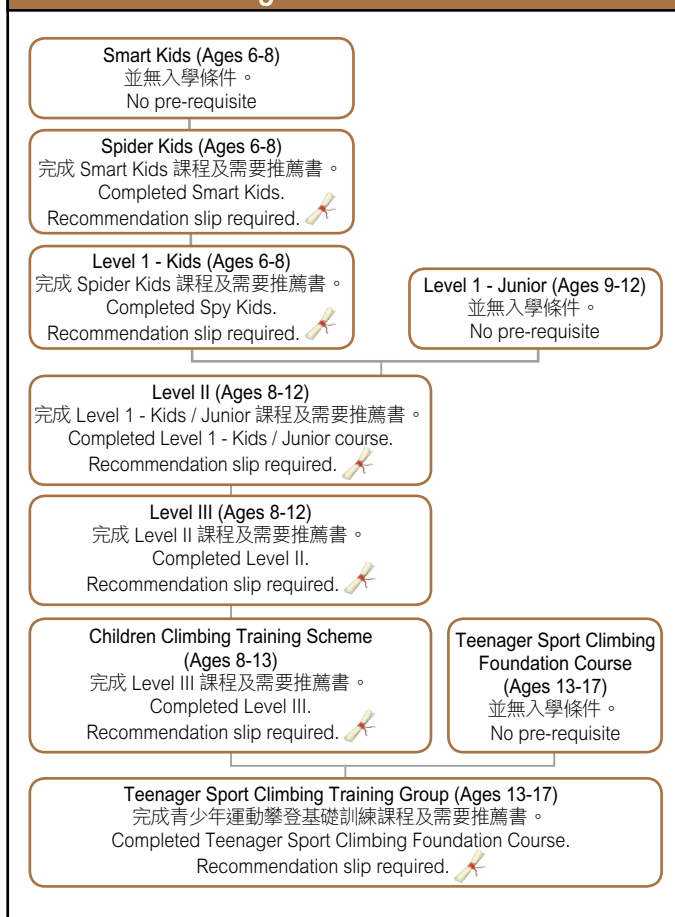 Smart Kids (Ages 6-8)
並無入學條件。
No pre-requisite
Spider Kids (Ages 6-8)
完成 Smart Kids 課程及需要推薦書。
Completed Smart Kids.
Recommendation slip required.
Level 1 - Kids (Ages 6-8)
完成 Spider Kids 課程及需要推薦書。
Completed Spy Kids.
Recommendation slip required.
Level 1 - Junior (Ages 9-12)
並無入學條件。
No pre-requisite
Level II (Ages 8-12)
完成 Level 1 - Kids / Junior 課程及需要推薦書。
Completed Level 1 - Kids / Junior course.
Recommendation slip required.
Level III (Ages 8-12)
完成 Level II 課程及需要推薦書。
Completed Level II.
Recommendation slip required.
Children Climbing Training Scheme
(Ages 8-13)
完成 Level III 課程及需要推薦書。
Completed Level III.
Recommendation slip required.
Teenager Sport Climbing
Foundation Course
(Ages 13-17)
並無入學條件。
No pre-requisite
Teenager Sport Climbing Training Group (Ages 13-17)
完成青少年運動攀登基礎訓練課程及需要推薦書。
Completed Teenager Sport Climbing Foundation Course.
Recommendation slip required.